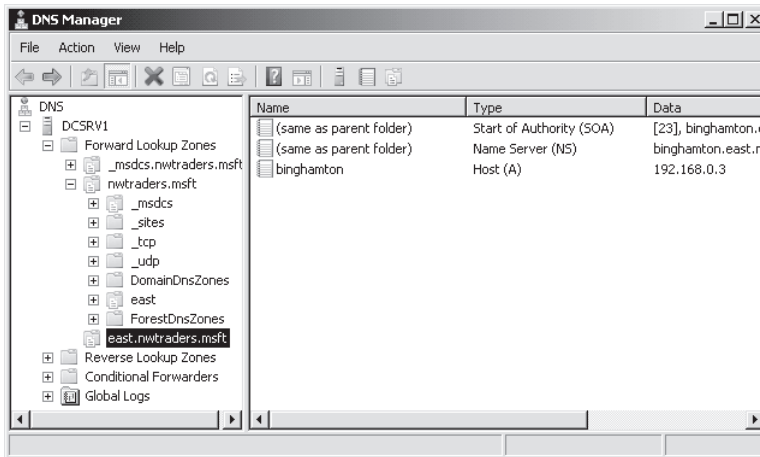 DNS Manager
File Action View Help
DNS
DCSRV1
Forward Lookup Zones
_msdcs.nwtraders.msft
nwtraders.msft
_msdcs
_sites
_tcp
_udp
DomainDnsZones
east
ForestDnsZones
east.nwtraders.msft
Reverse Lookup Zones
Conditional Forwarders
Global Logs
Name Type Data
(same as parent folder) Start of Authority (SOA) [23], binghamton.
(same as parent folder) Name Server (NS) binghamton.east.
binghamton Host (A) 192.168.0.3